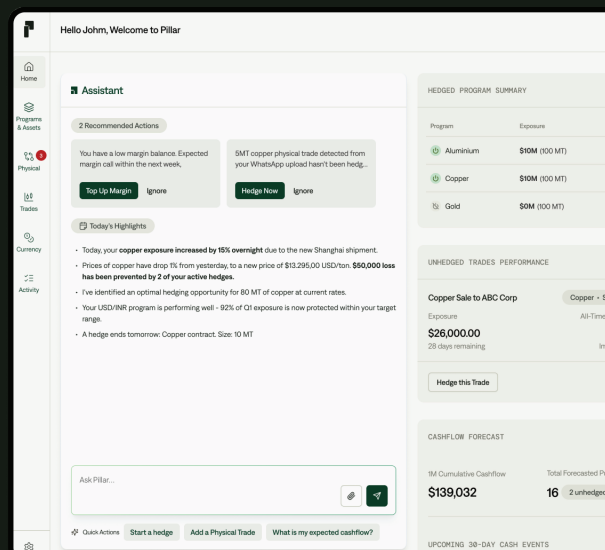 Hello Johm, Welcome to Pillar
Home
Programs
& Assets
3
Physical
Trades
Currency
Activity
Assistant
2 Recommended Actions
You have a low margin balance. Expected
margin call within the next week,
Top Up Margin
Ignore
5MT copper physical trade detected from
your WhatsApp upload hasn't been hedg...
Hedge Now
Ignore
Today's Highlights
• Today, your copper exposure increased by 15% overnight due to the new Shanghai shipment.
• Prices of copper have drop 1% from yesterday, to a new price of $13.295,00 USD/ton. $50,000 loss
has been prevented by 2 of your active hedges.
• I've identified an optimal hedging opportunity for 80 MT of copper at current rates.
• Your USD/INR program is performing well - 92% of Q1 exposure is now protected within your target
range.
• A hedge ends tomorrow: Copper contract. Size: 10 MT
Ask Pillar...
Quick Actions
Start a hedge
Add a Physical Trade
What is my expected cashflow?
HEDGED PROGRAM SUMMARY
Program Exposure
Aluminium $10M (100 MT)
Copper $10M (100 MT)
Gold $0M (100 MT)
UNHEDGED TRADES PERFORMANCE
Copper Sale to ABC Corp
Copper •
Exposure
All-Time
$26,000.00
28 days remaining
Hedge this Trade
CASHFLOW FORECAST
1M Cumulative Cashflow
Total Forecasted
$139,032
16 2 unhedged
UPCOMING 30-DAY CASH EVENTS